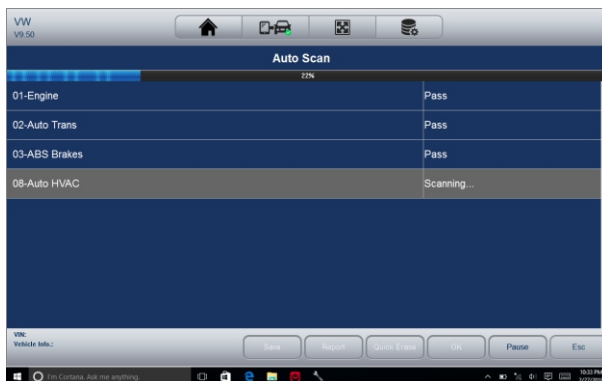 VW
V9.50
Auto Scan
22%
01-Engine Pass
02-Auto Trans Pass
03-ABS Brakes Pass
08-Auto HVAC Scanning...
VIN:
Vehicle Info.:
Save Report Quick Erase OK Pause Esc
I'm Cortana. Ask me anything. 10:33 PM